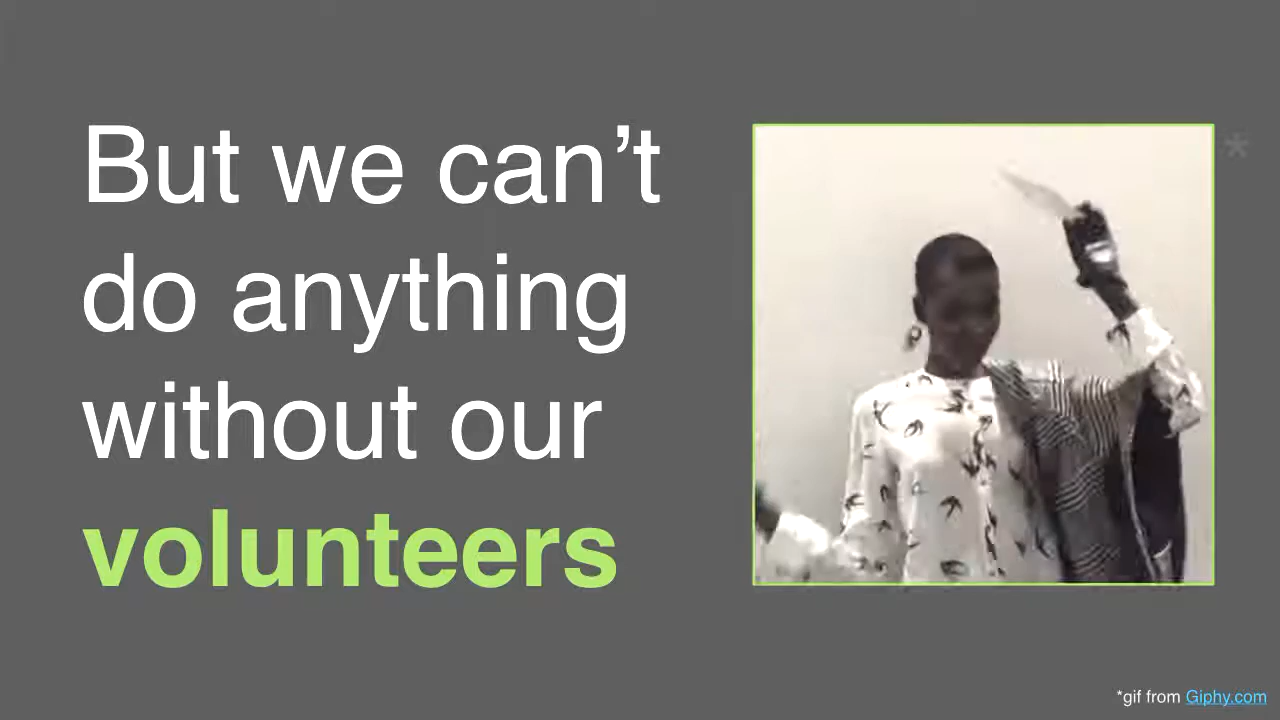 But we can’t
do anything
without our
volunteers
*
*gif from Giphy.com